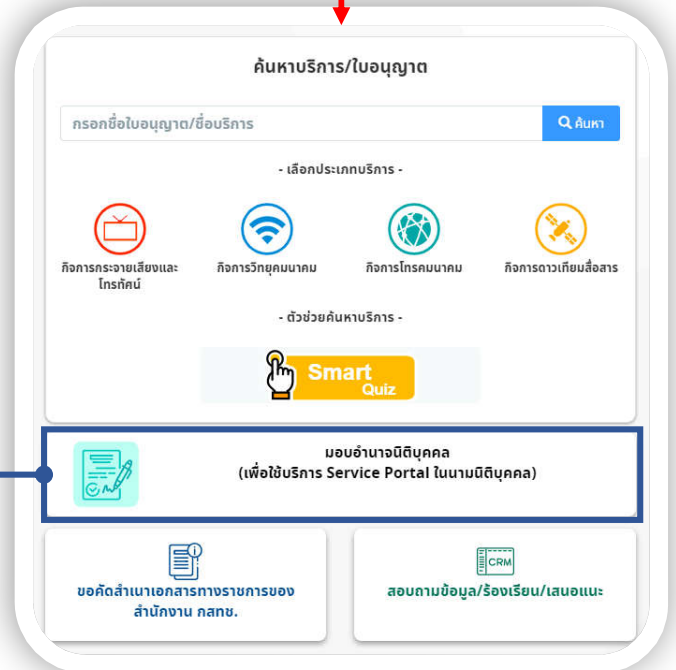 ค้นหาบริการ/ใบอนุญาต
กรอกชื่อใบอนุญาต/ชื่อบริการ
ค้นหา
- เลือกประเภทบริการ -
กิจการกระจายเสียงและ
โทรทัศน์
กิจการวิทยุคมนาคม
กิจการโทรคมนาคม
กิจการดาวเทียมสื่อสาร
- ตัวช่วยค้นหาบริการ -
Smart
Quiz
มอบอำนาจนิติบุคคล
(เพื่อใช้บริการ Service Portal ในนามนิติบุคคล)
ขอคัดสำเนาเอกสารทางราชการของ
สำนักงาน กสทช.
CRM
สอบถามข้อมูล/ร้องเรียน/เสนอแนะ